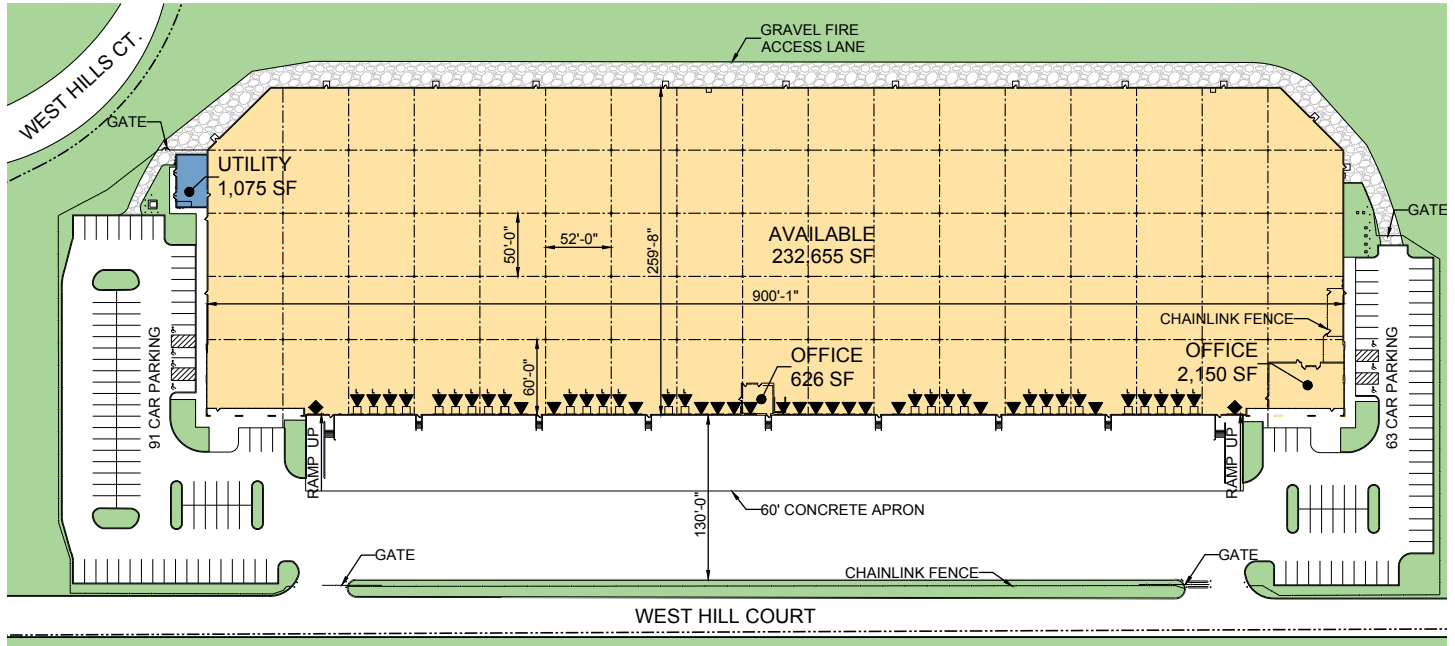 GRAVEL FIRE
ACCESS LANE
WEST HILLS CT.
GATE
UTILITY
1,075 SF
GATE
50'-0"
52'-0"
259'-8"
AVAILABLE
232,655 SF
900'-1"
CHAINLINK FENCE
91 CAR PARKING
60'-0"
OFFICE
626 SF
OFFICE
2,150 SF
63 CAR PARKING
RAMP UP
RAMP UP
130'-0"
60' CONCRETE APRON
GATE
CHAINLINK FENCE
GATE
WEST HILL COURT